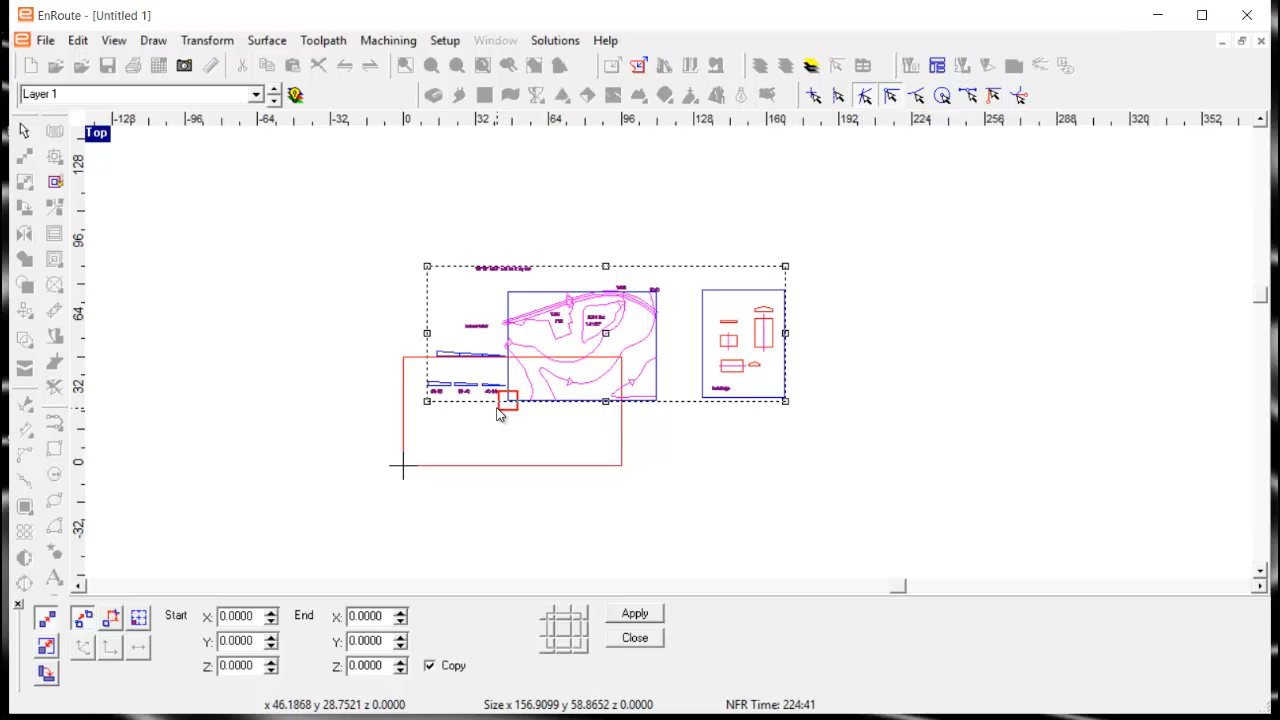 EnRoute - [Untitled 1]
File Edit View Draw Transform Surface Toolpath Machining Setup Window Solutions Help
Layer 1
-128 -96 -64 -32 0 32 64 96 128 160 192 224 256 288 320 352
Top
128
96
64
32
0
-32
Start X: 0.0000 End X: 0.0000 Apply
Y: 0.0000 Y: 0.0000 Close
Z: 0.0000 Z: 0.0000 Copy
x 46.1868 y 28.7521 z 0.0000 Size x 156.9099 y 58.8652 z 0.0000 NFR Time: 224:41